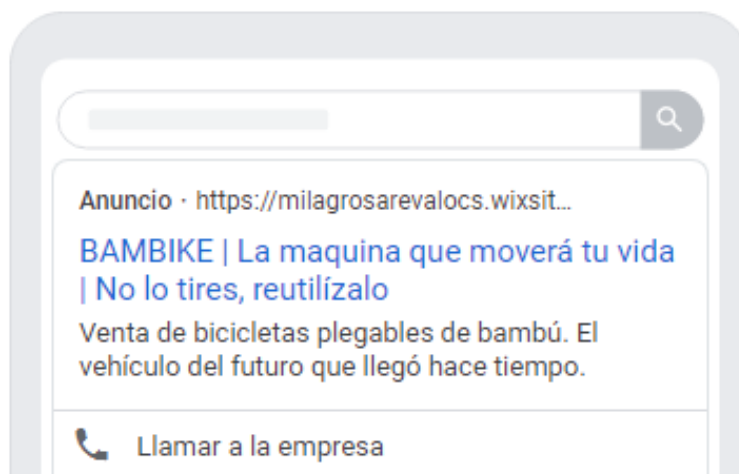 Anuncio · https://milagrosarevalocs.wixsit...
BAMBIKE | La maquina que moverá tu vida
| No lo tires, reutilízalo
Venta de bicicletas plegables de bambú. El
vehículo del futuro que llegó hace tiempo.
Llamar a la empresa